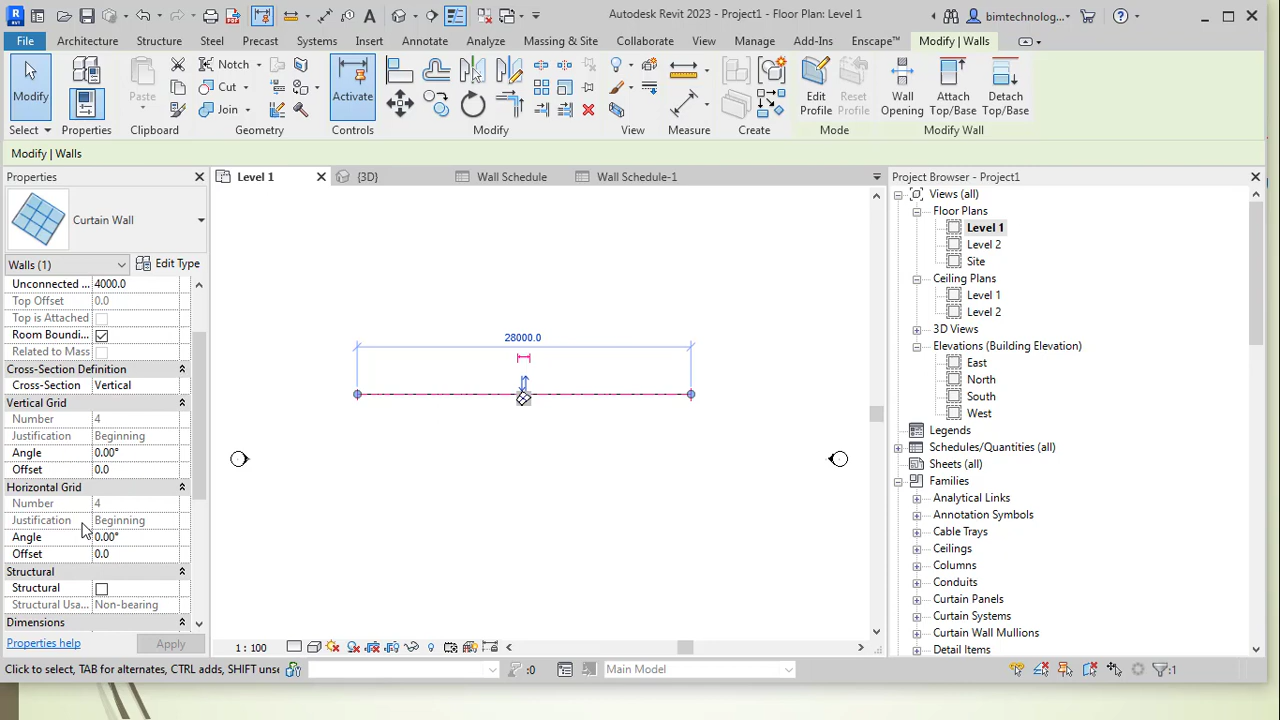 Autodesk Revit 2023 - Project1 - Floor Plan: Level 1
bimtechnolog...
File Architecture Structure Steel Precast Systems Insert Annotate Analyze Massing & Site Collaborate View Manage Add-Ins Enscape™ Modify | Walls
Modify
Paste
Notch
Cut
Join
Activate
Edit Profile
Reset Profile
Wall Opening
Attach Top/Base
Detach Top/Base
Select Properties Clipboard Geometry Controls Modify View Measure Create Mode Modify Wall
Modify | Walls
Properties
Curtain Wall
Walls (1)
Edit Type
Unconnected ... 4000.0
Top Offset 0.0
Top is Attached
Room Boundi...
Related to Mass
Cross-Section Definition
Cross-Section Vertical
Vertical Grid
Number 4
Justification Beginning
Angle 0.00°
Offset 0.0
Horizontal Grid
Number 4
Justification Beginning
Angle 0.00°
Offset 0.0
Structural
Structural
Structural Usa... Non-bearing
Dimensions
Properties help
Apply
Level 1
{3D}
Wall Schedule
Wall Schedule-1
28000.0
1 : 100
Project Browser - Project1
Views (all)
Floor Plans
Level 1
Level 2
Site
Ceiling Plans
Level 1
Level 2
3D Views
Elevations (Building Elevation)
East
North
South
West
Legends
Schedules/Quantities (all)
Sheets (all)
Families
Analytical Links
Annotation Symbols
Cable Trays
Ceilings
Columns
Conduits
Curtain Panels
Curtain Systems
Curtain Wall Mullions
Detail Items
Click to select, TAB for alternates, CTRL adds, SHIFT unse
:0
Main Model
:1